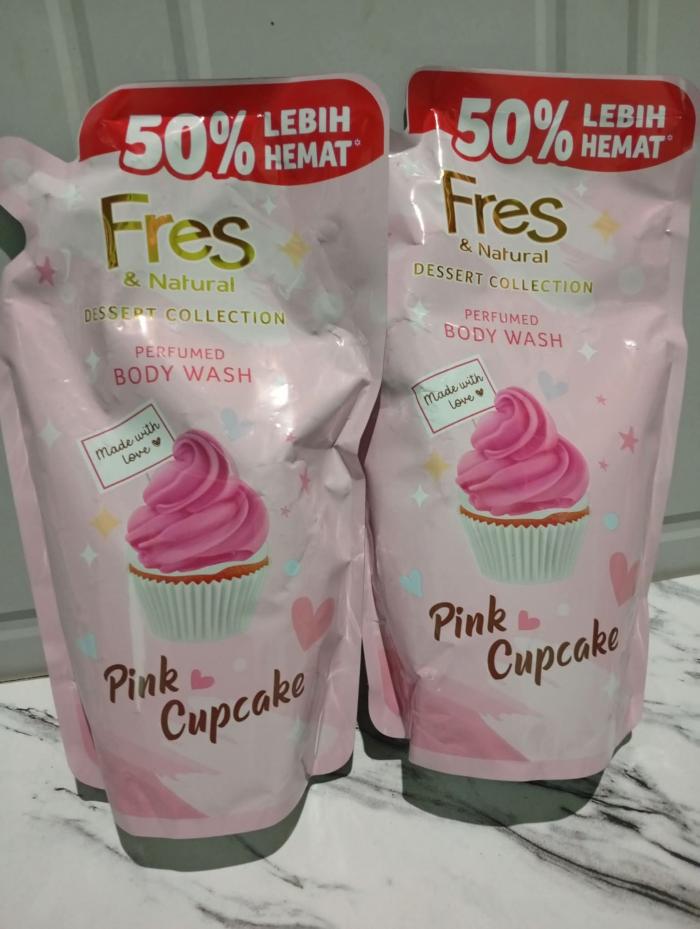 50% LEBIH
HEMAT*
Fres
& Natural
DESSERT COLLECTION
PERFUMED
BODY WASH
Made with
love
Pink
Cupcake
50% LEBIH
HEMAT*
Fres
& Natural
DESSERT COLLECTION
PERFUMED
BODY WASH
Made with
love
Pink
Cupcake